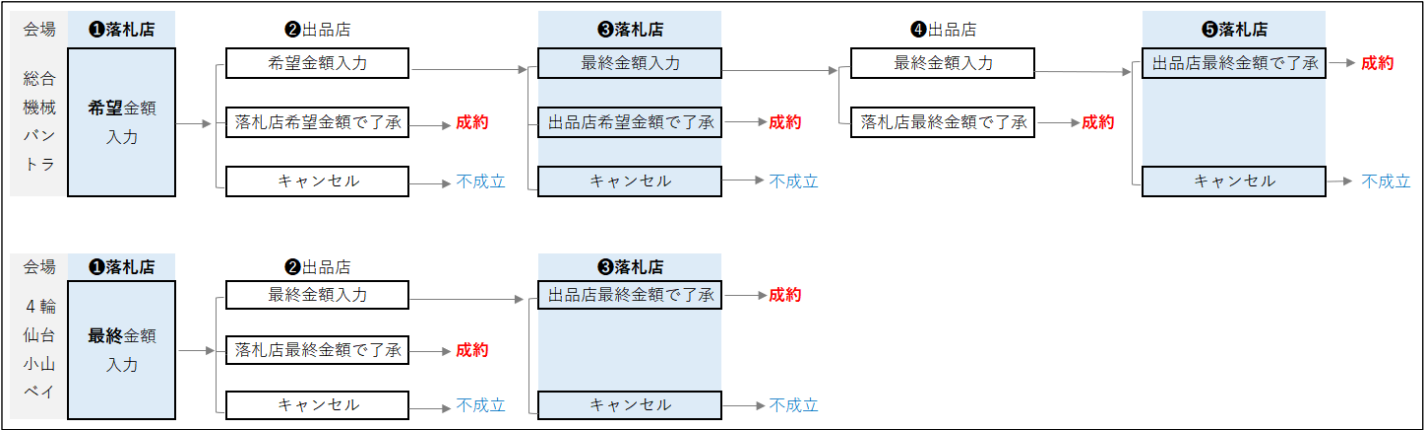 会場 ❶落札店 ❷出品店 ❸落札店 ❹出品店 ❺落札店
総合
機械
バン
トラ
希望金額
入力
希望金額入力 最終金額入力 最終金額入力 出品店最終金額で了承 成約
落札店希望金額で了承 成約 出品店希望金額で了承 成約 落札店最終金額で了承 成約
キャンセル 不成立 キャンセル 不成立 キャンセル 不成立
会場 ❶落札店 ❷出品店 ❸落札店
4輪
仙台
小山
ベイ
最終金額
入力
最終金額入力 出品店最終金額で了承 成約
落札店最終金額で了承 成約
キャンセル 不成立 キャンセル 不成立